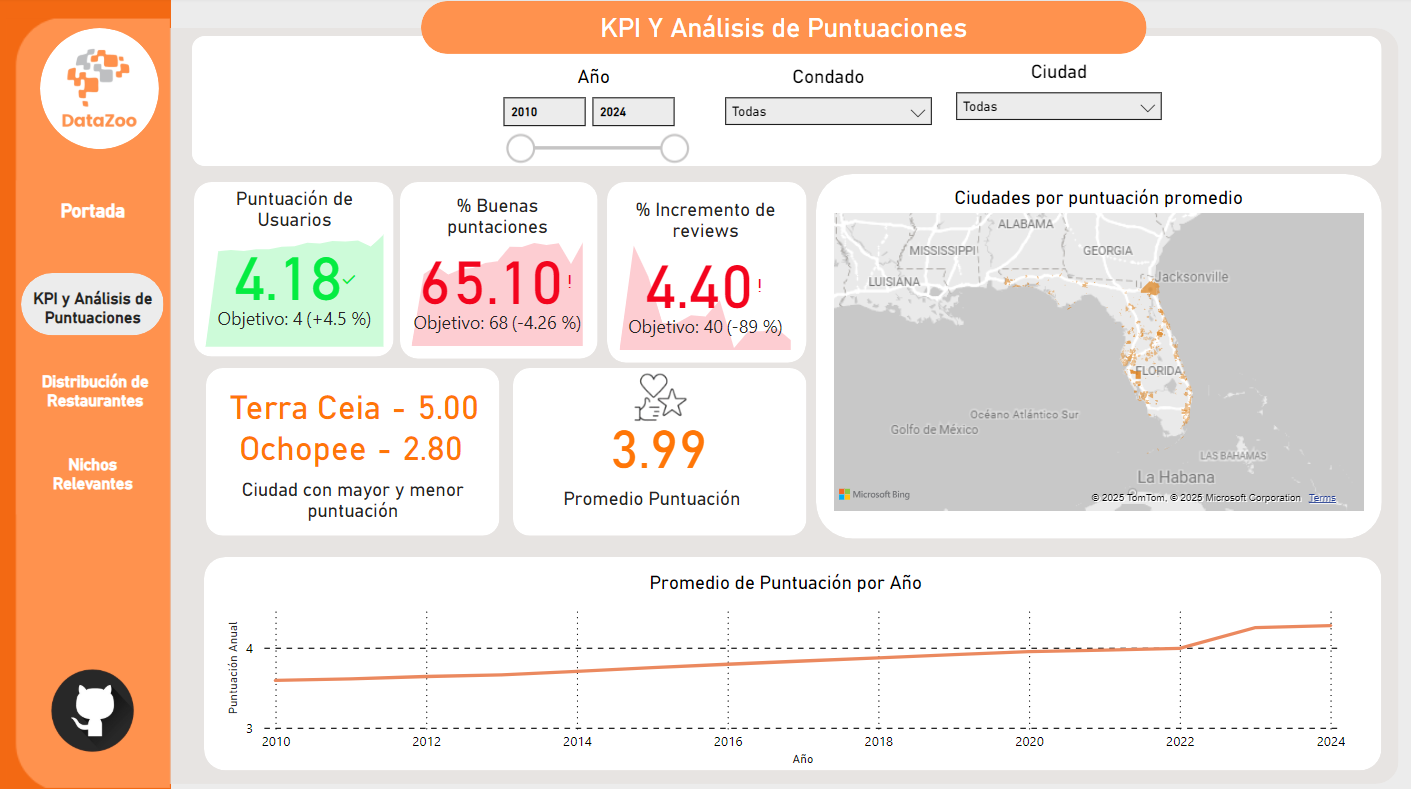 KPI Y Análisis de Puntuaciones
DataZoo
Portada
KPI y Análisis de
Puntuaciones
Distribución de
Restaurantes
Nichos
Relevantes
Año
2010
2024
Condado
Todas
Ciudad
Todas
Puntuación de
Usuarios
4.18
Objetivo: 4 (+4.5 %)
% Buenas
puntaciones
65.10!
Objetivo: 68 (-4.26 %)
% Incremento de
reviews
4.40!
Objetivo: 40 (-89 %)
Terra Ceia - 5.00
Ochopee - 2.80
Ciudad con mayor y menor
puntuación
3.99
Promedio Puntuación
Ciudades por puntuación promedio
ALABAMA
MISSISSIPPI
GEORGIA
LUISIANA
Jacksonville
FLORIDA
Océano Atlántico Sur
Golfo de México
LAS BAHAMAS
La Habana
Microsoft Bing
© 2025 TomTom, © 2025 Microsoft Corporation Terms
Promedio de Puntuación por Año
Puntuación Anual
4
3
2010 2012 2014 2016 2018 2020 2022 2024
Año